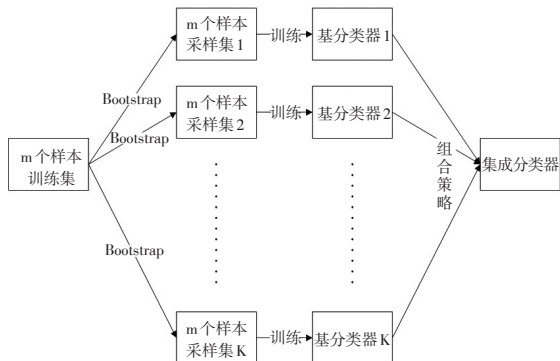 m个样本
采样集1
训练
基分类器1
Bootstrap
m个样本
采样集2
训练
基分类器2
Bootstrap
m个样本
训练集
组合策略
集成分类器
Bootstrap
m个样本
采样集K
训练
基分类器K